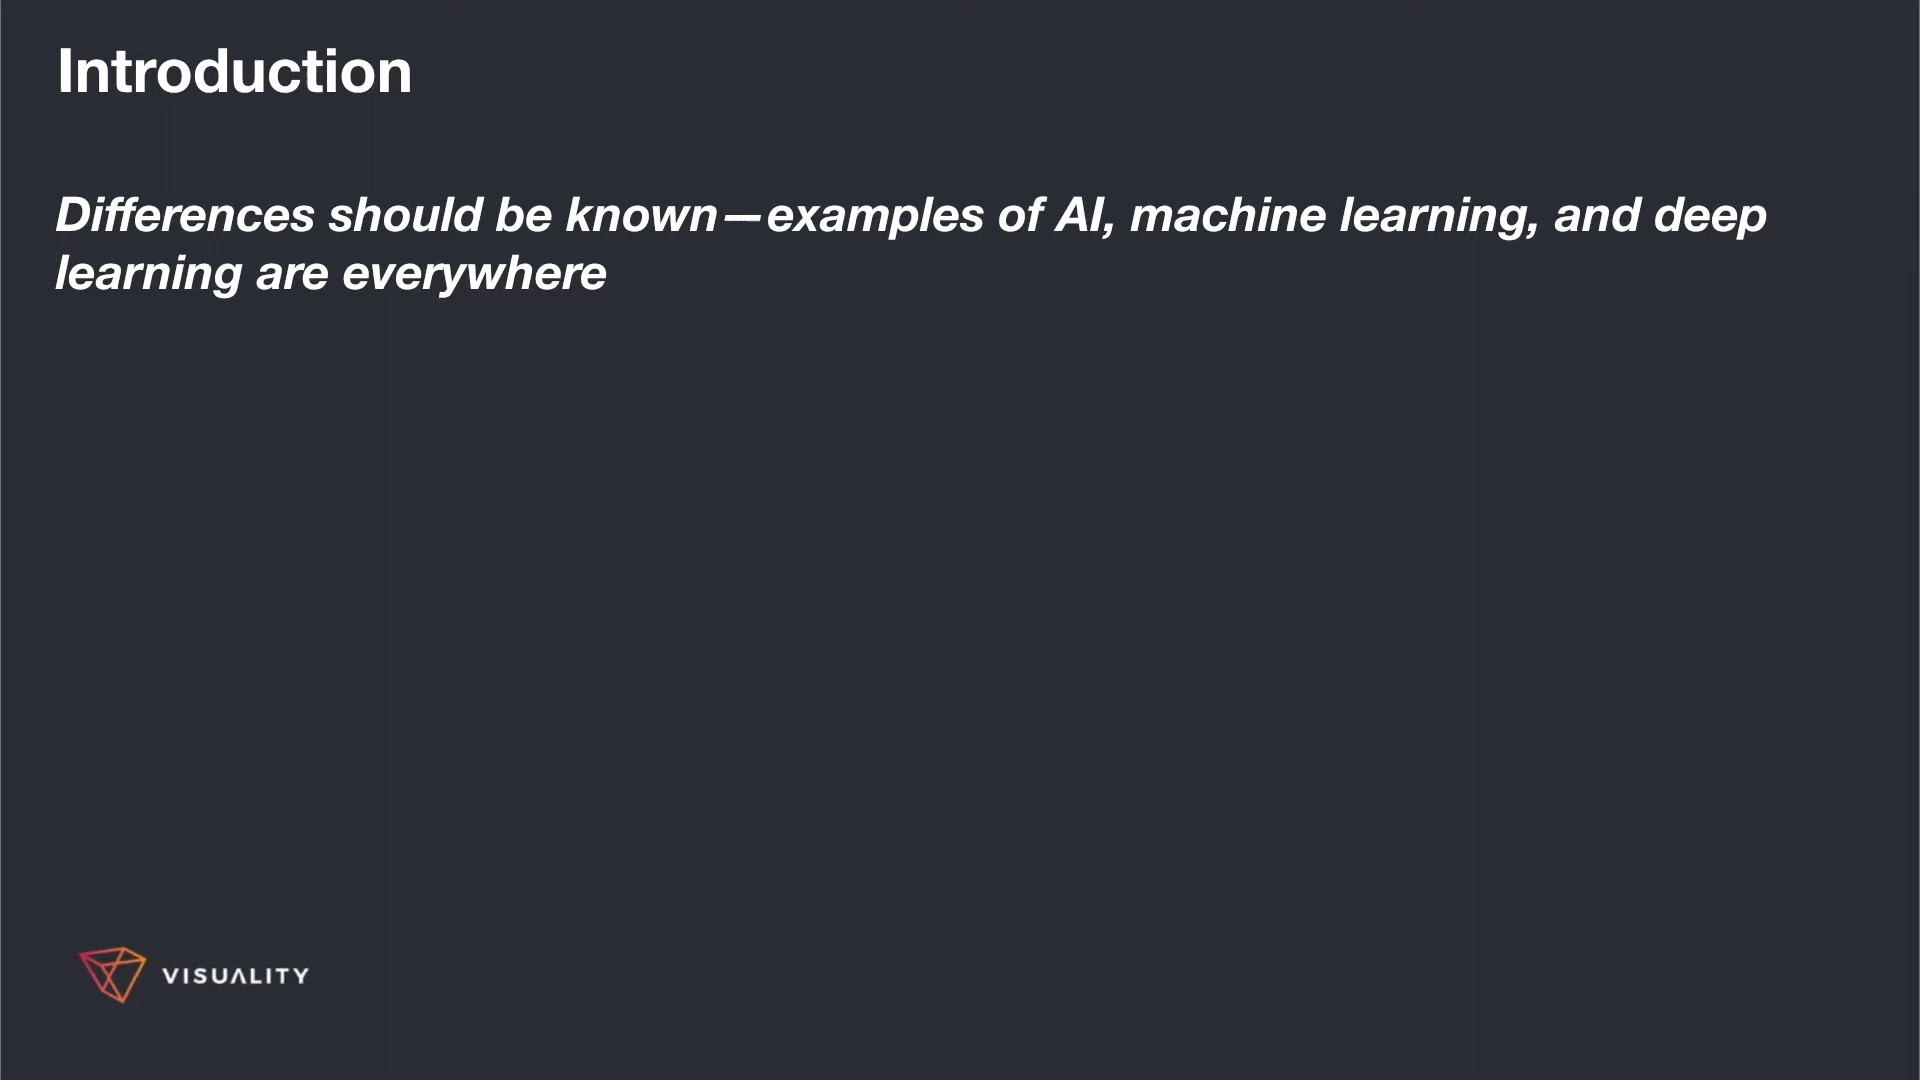 Introduction
Differences should be known—examples of AI, machine learning, and deep
learning are everywhere
VISUALITY